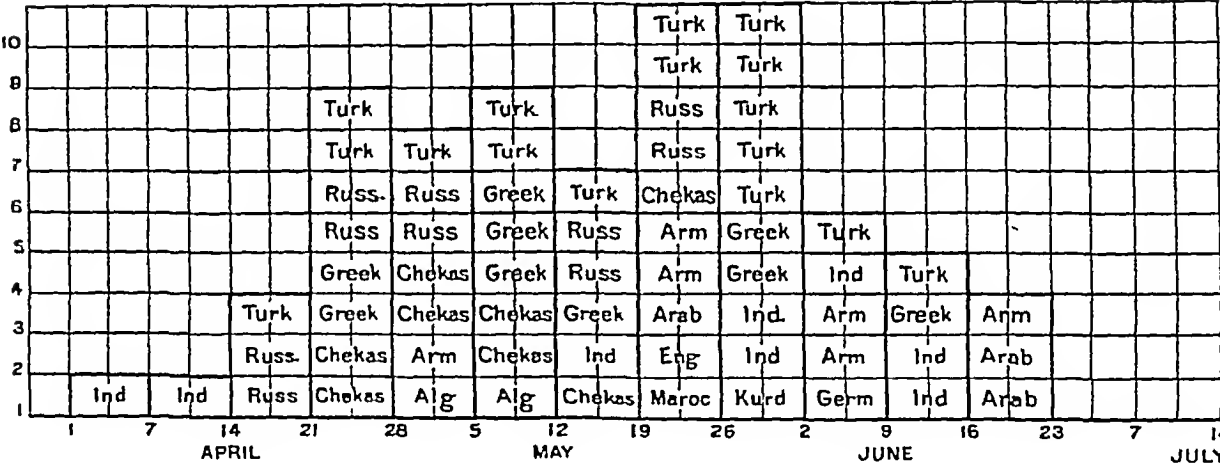 Turk Turk
10
Turk Turk
9
Turk Turk. Russ Turk
8
Turk Turk Turk Russ Turk
7
Russ. Russ Greek Turk Chekas Turk
6
Russ Russ Greek Russ Arm Greek Turk
5
Greek Chekas Greek Russ Arm Greek Ind Turk
4
Turk Greek Chekas Chekas Greek Arab Ind. Arm Greek Arm
3
Russ. Chekas Arm Chekas Ind Eng Ind Arm Ind Arab
2
Ind Ind Russ Chekas Alg Alg Chekas Maroc Kurd Germ Ind Arab
1
1 7 14 21 28 5 12 19 26 2 9 16 23 7
APRIL MAY JUNE JULY